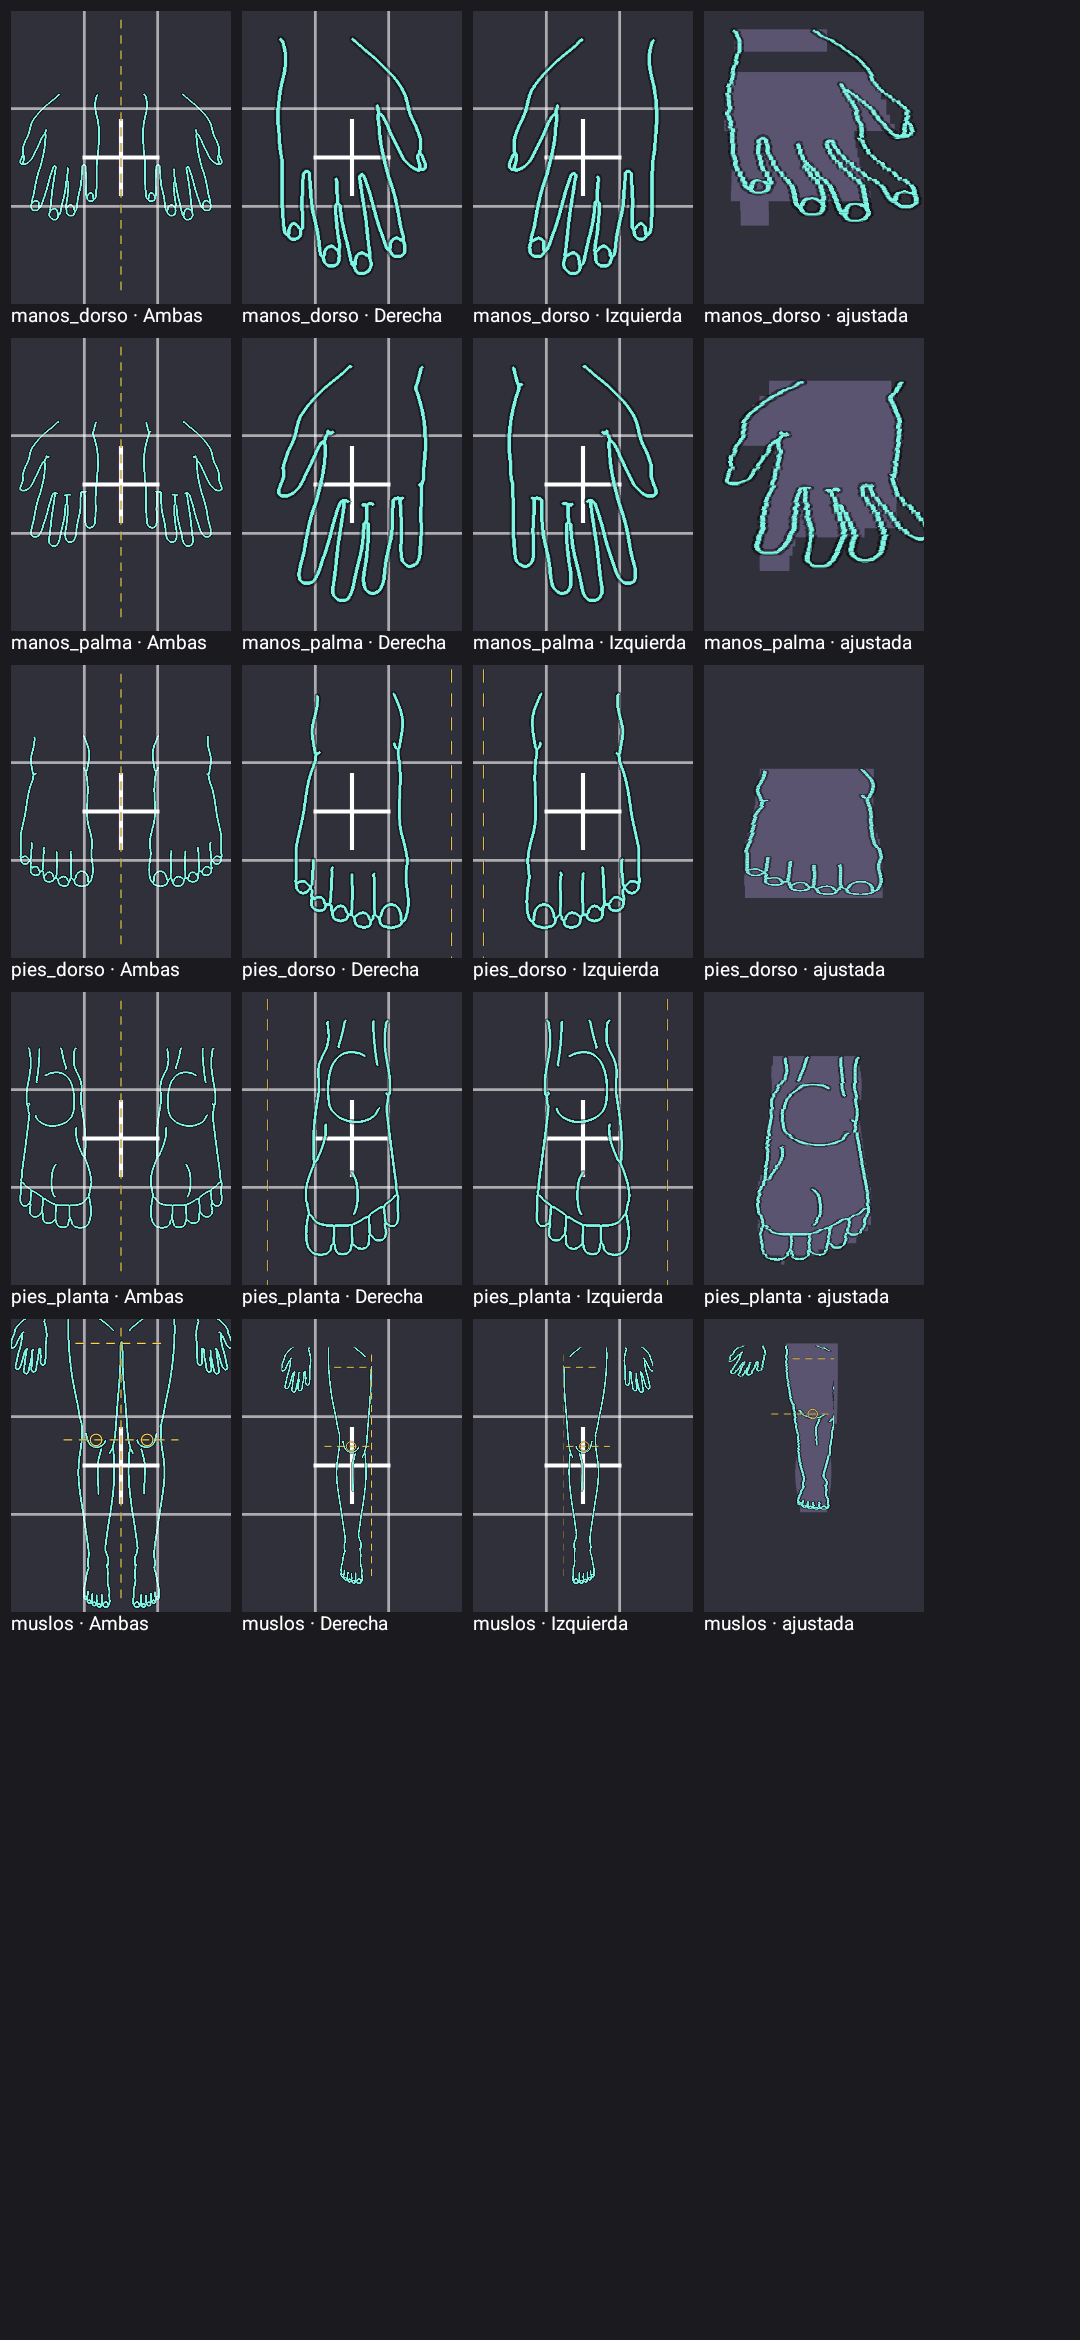 manos_dorso · Ambas
manos_dorso · Derecha
manos_dorso · Izquierda
manos_dorso · ajustada
manos_palma · Ambas
manos_palma · Derecha
manos_palma · Izquierda
manos_palma · ajustada
pies_dorso · Ambas
pies_dorso · Derecha
pies_dorso · Izquierda
pies_dorso · ajustada
pies_planta · Ambas
pies_planta · Derecha
pies_planta · Izquierda
pies_planta · ajustada
muslos · Ambas
muslos · Derecha
muslos · Izquierda
muslos · ajustada